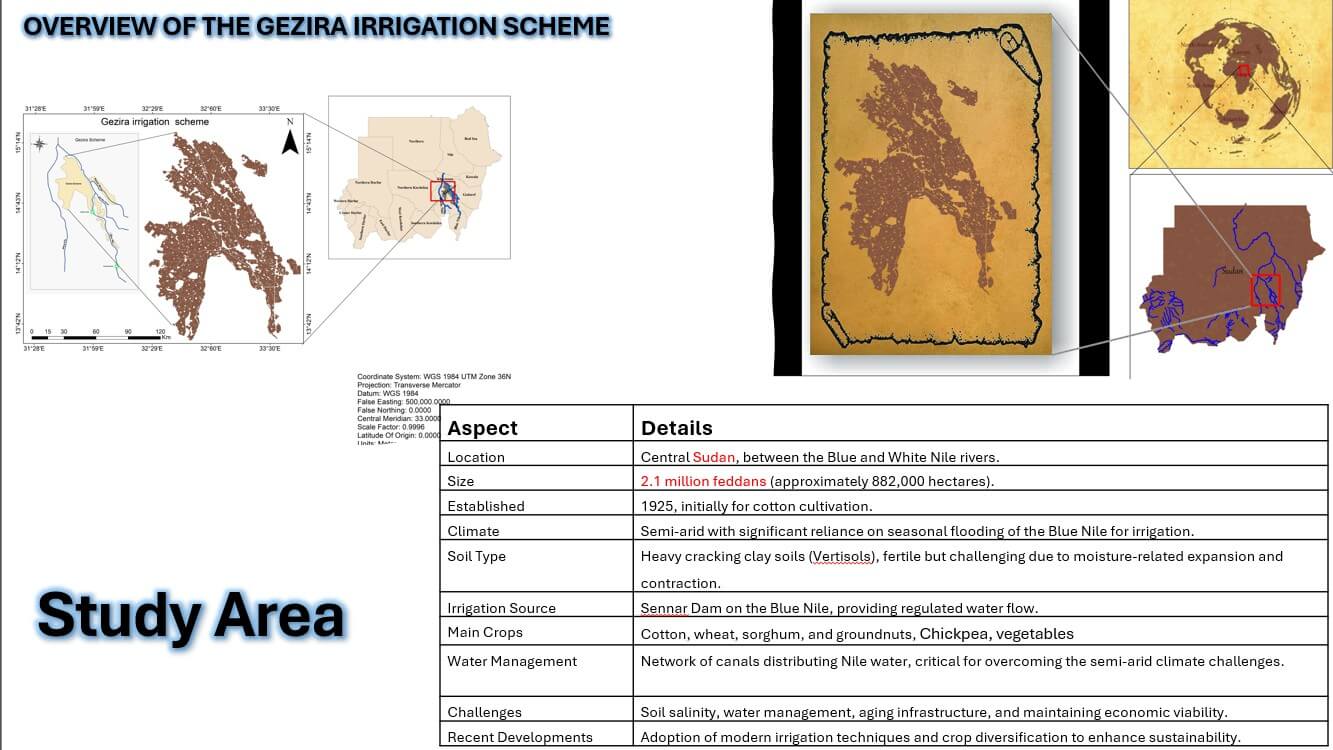 OVERVIEW OF THE GEZIRA IRRIGATION SCHEME
31°28'E 31°59'E 32°29'E 32°60'E 33°30'E
Gezira irrigation scheme
N
Gezira Scheme
15°14'N
14°43'N
14°12'N
13°42'N
15°14'N
14°43'N
14°12'N
13°42'N
0 15 30 60 90 120
Km
31°28'E 31°59'E 32°29'E 32°60'E 33°30'E
Northern
Red Sea
Nile
Kassala
Northern Darfur
Northern Kordofan
Gadaref
Sudan
Coordinate System: WGS 1984 UTM Zone 36N
Projection: Transverse Mercator
Datum: WGS 1984
False Easting: 500,000.0000
False Northing: 0.0000
Central Meridian: 33.0000
Scale Factor: 0.9996
Latitude Of Origin: 0.0000
Study Area
Aspect Details
Location Central Sudan, between the Blue and White Nile rivers.
Size 2.1 million feddans (approximately 882,000 hectares).
Established 1925, initially for cotton cultivation.
Climate Semi-arid with significant reliance on seasonal flooding of the Blue Nile for irrigation.
Soil Type Heavy cracking clay soils (Vertisols), fertile but challenging due to moisture-related expansion and
contraction.
Irrigation Source Sennar Dam on the Blue Nile, providing regulated water flow.
Main Crops Cotton, wheat, sorghum, and groundnuts, Chickpea, vegetables
Water Management Network of canals distributing Nile water, critical for overcoming the semi-arid climate challenges.
Challenges Soil salinity, water management, aging infrastructure, and maintaining economic viability.
Recent Developments Adoption of modern irrigation techniques and crop diversification to enhance sustainability.